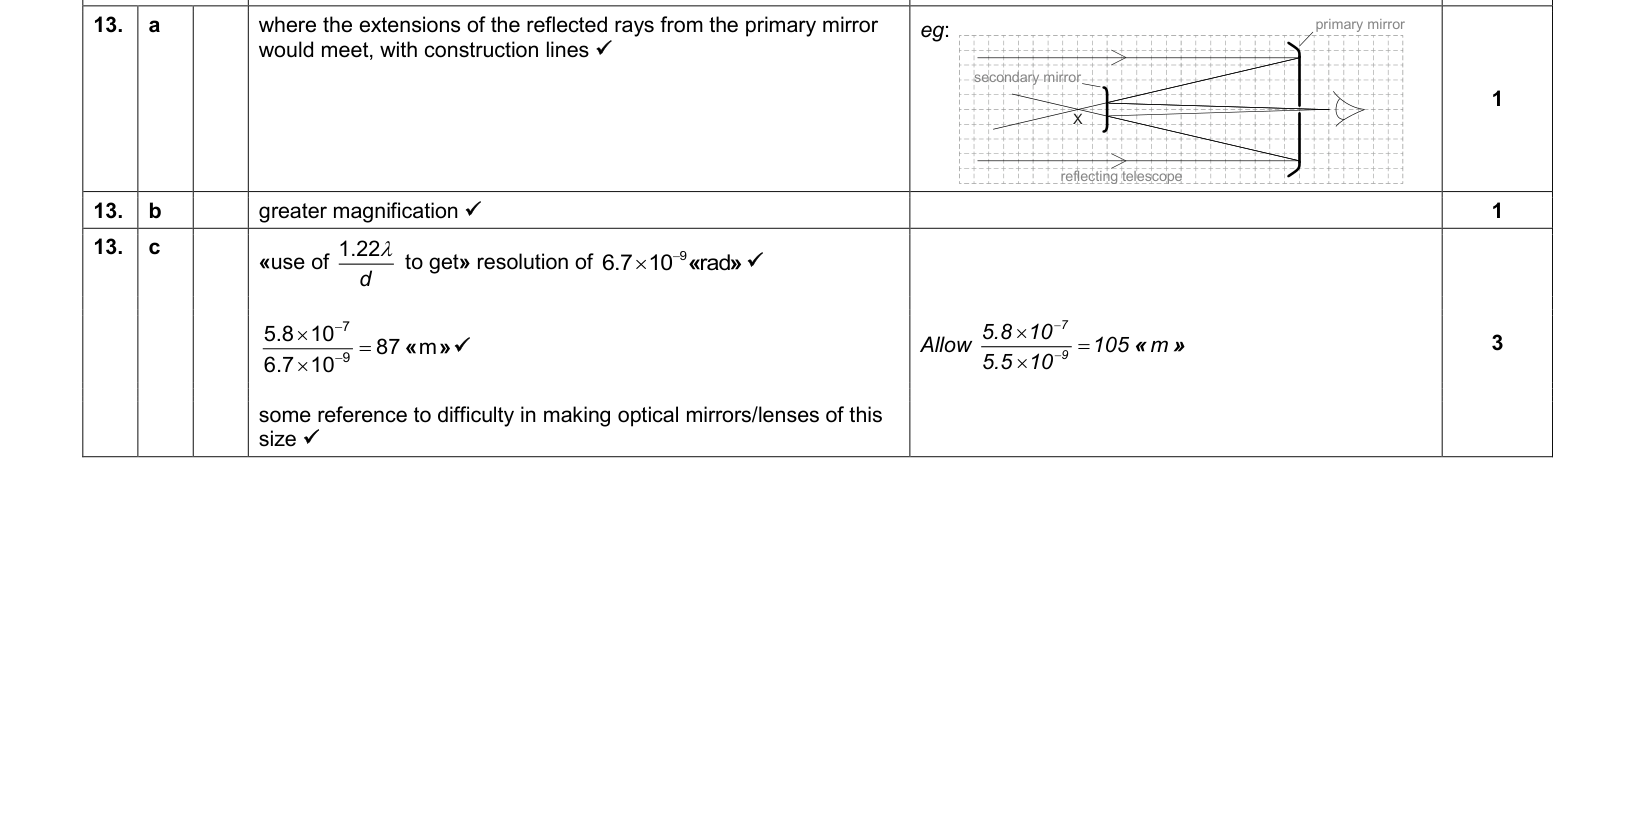 13. a where the extensions of the reflected rays from the primary mirror
would meet, with construction lines ✓
eg:
primary mirror
secondary mirror
X
reflecting telescope
1
13. b greater magnification ✓ 1
13. c «use of 1.22λ/d to get» resolution of 6.7×10⁻⁹ «rad» ✓
5.8×10⁻⁷/6.7×10⁻⁹ = 87 «m» ✓
Allow 5.8×10⁻⁷/5.5×10⁻⁹ = 105 «m»
3
some reference to difficulty in making optical mirrors/lenses of this
size ✓